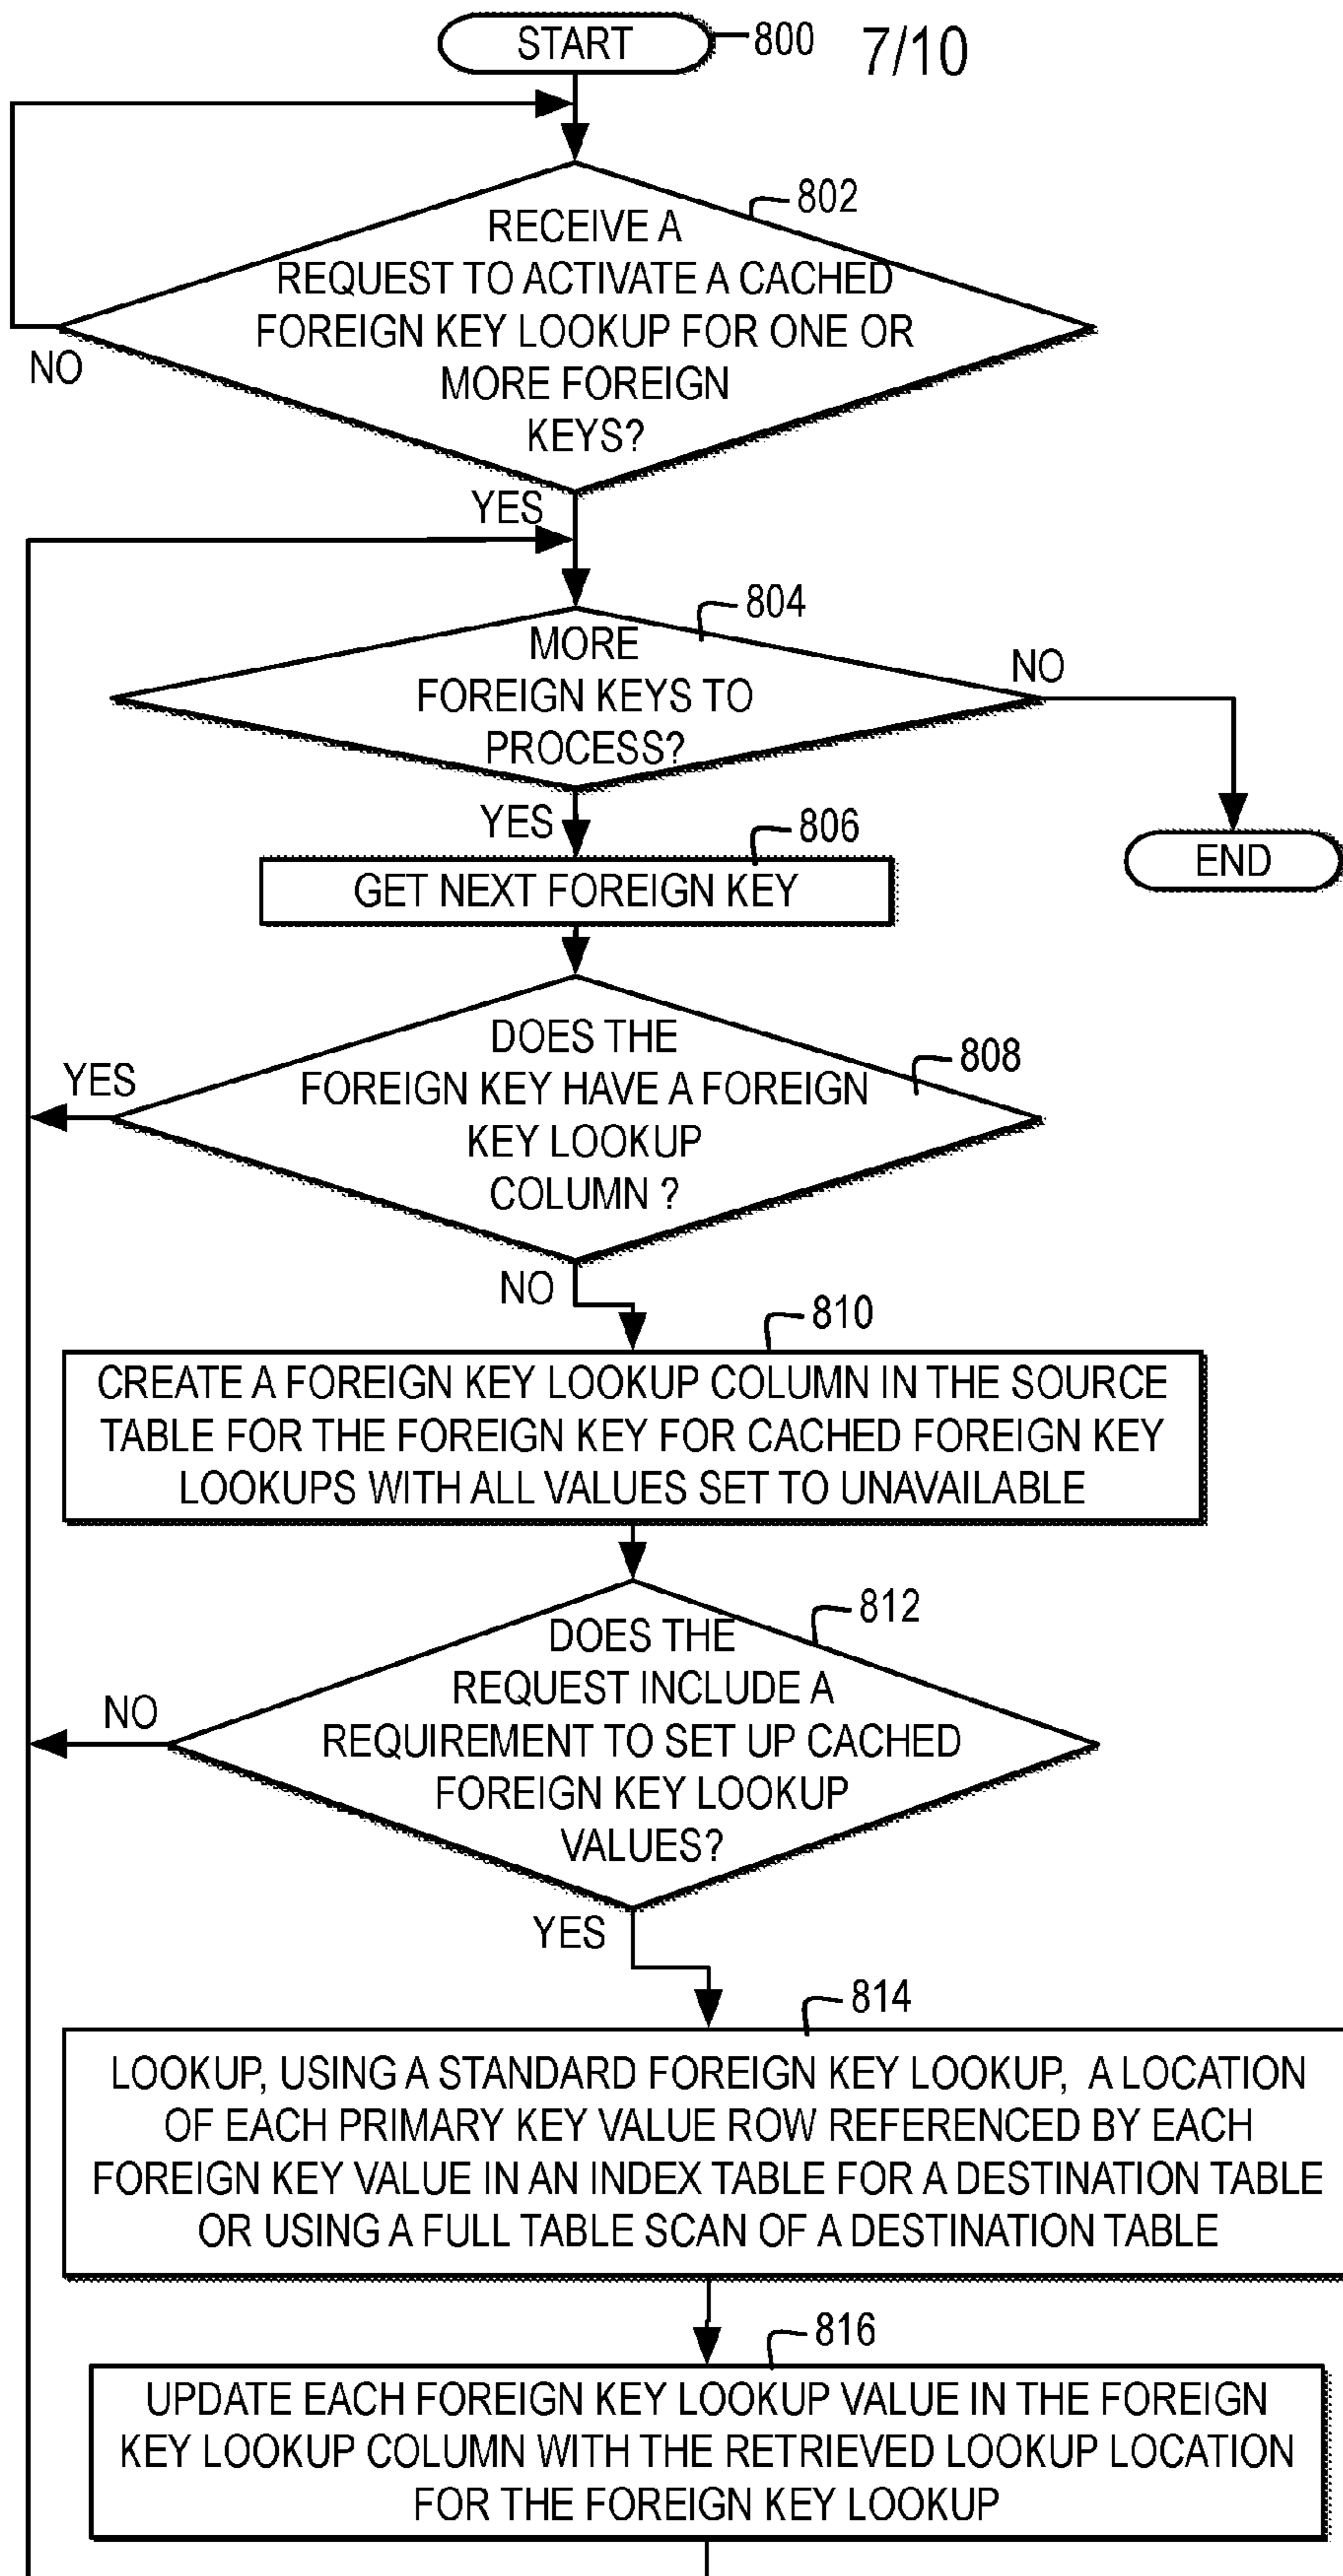 START
800
7/10
802
RECEIVE A
REQUEST TO ACTIVATE A CACHED
FOREIGN KEY LOOKUP FOR ONE OR
MORE FOREIGN
KEYS?
NO
YES
804
MORE
FOREIGN KEYS TO
PROCESS?
NO
YES
806
END
GET NEXT FOREIGN KEY
DOES THE
FOREIGN KEY HAVE A FOREIGN
KEY LOOKUP
COLUMN ?
808
YES
NO
810
CREATE A FOREIGN KEY LOOKUP COLUMN IN THE SOURCE
TABLE FOR THE FOREIGN KEY FOR CACHED FOREIGN KEY
LOOKUPS WITH ALL VALUES SET TO UNAVAILABLE
812
DOES THE
REQUEST INCLUDE A
REQUIREMENT TO SET UP CACHED
FOREIGN KEY LOOKUP
VALUES?
NO
YES
814
LOOKUP, USING A STANDARD FOREIGN KEY LOOKUP, A LOCATION
OF EACH PRIMARY KEY VALUE ROW REFERENCED BY EACH
FOREIGN KEY VALUE IN AN INDEX TABLE FOR A DESTINATION TABLE
OR USING A FULL TABLE SCAN OF A DESTINATION TABLE
816
UPDATE EACH FOREIGN KEY LOOKUP VALUE IN THE FOREIGN
KEY LOOKUP COLUMN WITH THE RETRIEVED LOOKUP LOCATION
FOR THE FOREIGN KEY LOOKUP